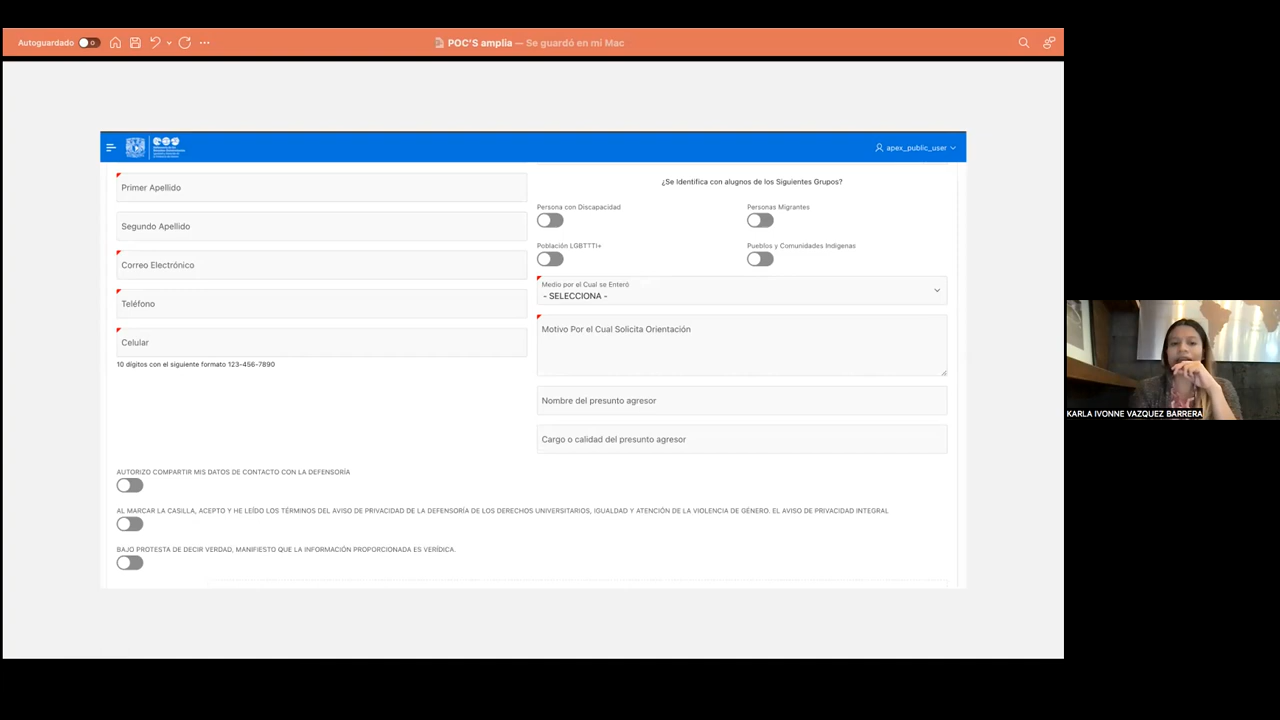 Autoguardado
POC'S amplia — Se guardó en mi Mac
apex_public_user
Primer Apellido
Segundo Apellido
Correo Electrónico
Teléfono
Celular
10 dígitos con el siguiente formato 123-456-7890
¿Se Identifica con alugnos de los Siguientes Grupos?
Persona con Discapacidad
Personas Migrantes
Población LGBTTTI+
Pueblos y Comunidades Indigenas
Medio por el Cual se Enteró
- SELECCIONA -
Motivo Por el Cual Solicita Orientación
Nombre del presunto agresor
Cargo o calidad del presunto agresor
AUTORIZO COMPARTIR MIS DATOS DE CONTACTO CON LA DEFENSORÍA
AL MARCAR LA CASILLA, ACEPTO Y HE LEÍDO LOS TÉRMINOS DEL AVISO DE PRIVACIDAD DE LA DEFENSORÍA DE LOS DERECHOS UNIVERSITARIOS, IGUALDAD Y ATENCIÓN DE LA VIOLENCIA DE GÉNERO. EL AVISO DE PRIVACIDAD INTEGRAL
BAJO PROTESTA DE DECIR VERDAD, MANIFIESTO QUE LA INFORMACIÓN PROPORCIONADA ES VERÍDICA.
KARLA IVONNE VAZQUEZ BARRERA